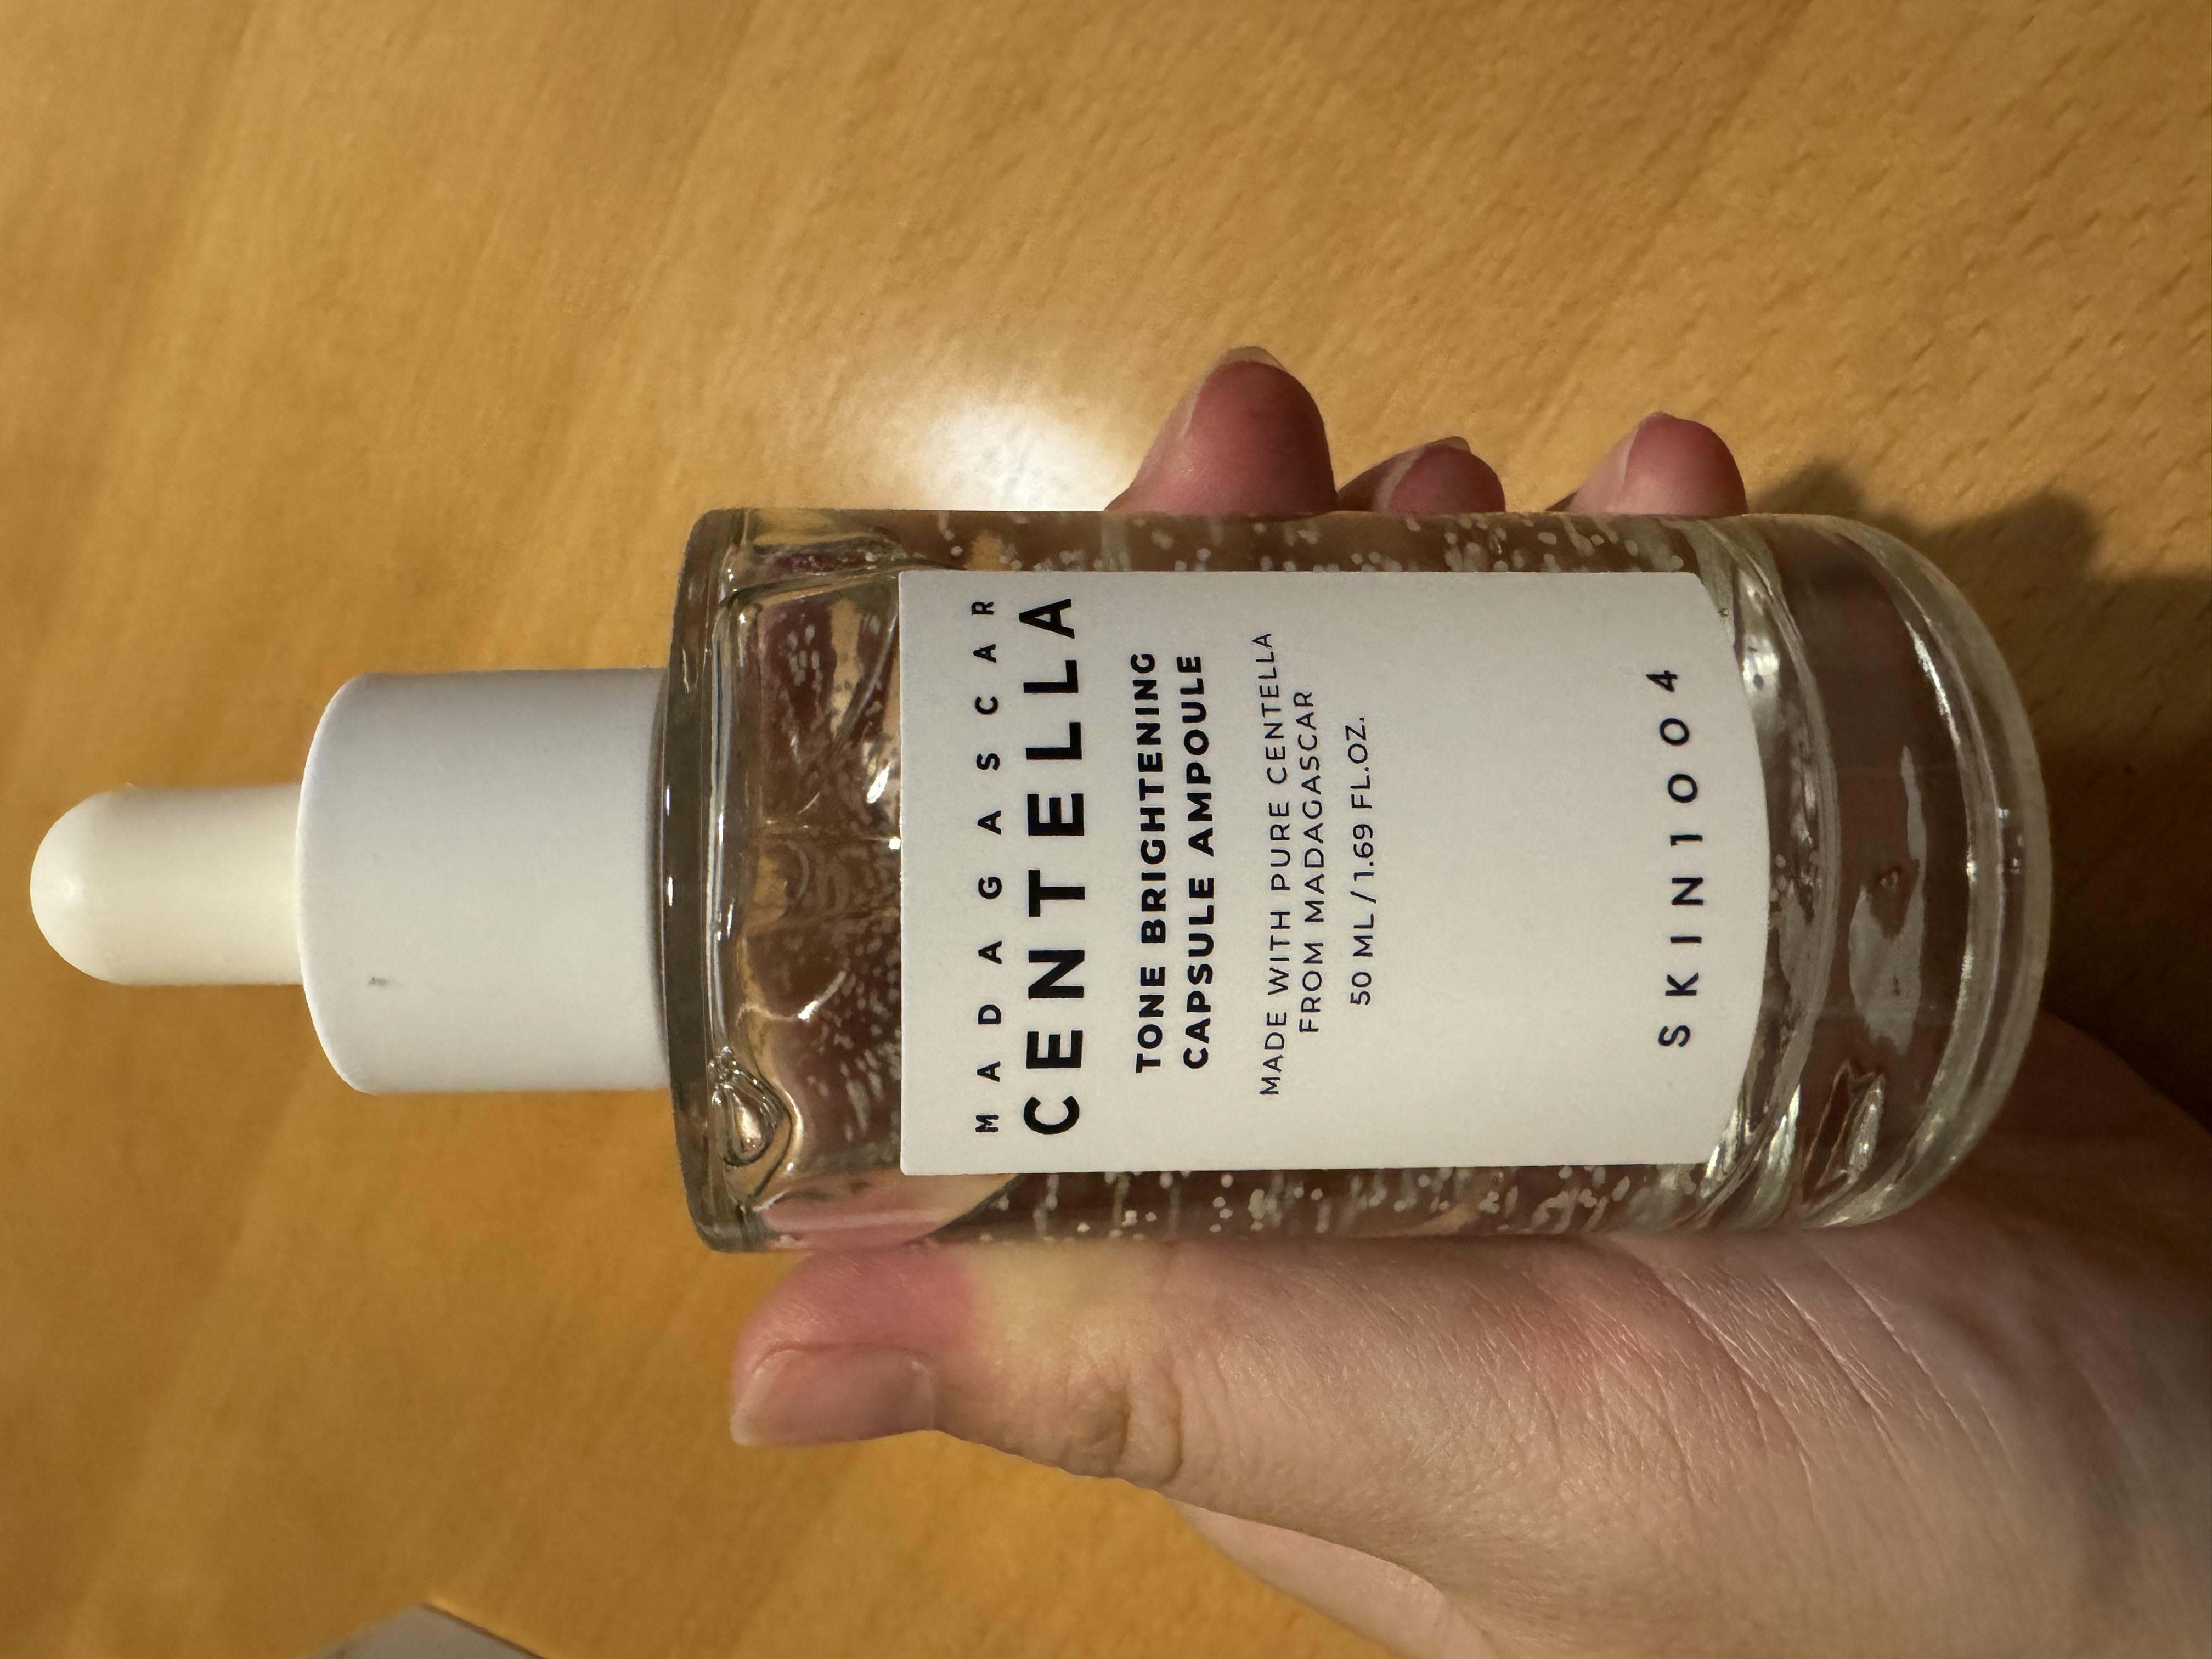 MADAGASCAR
CENTELLA
TONE BRIGHTENING
CAPSULE AMPOULE
MADE WITH PURE CENTELLA
FROM MADAGASCAR
50 ML / 1.69 FL.OZ.
SKIN1004